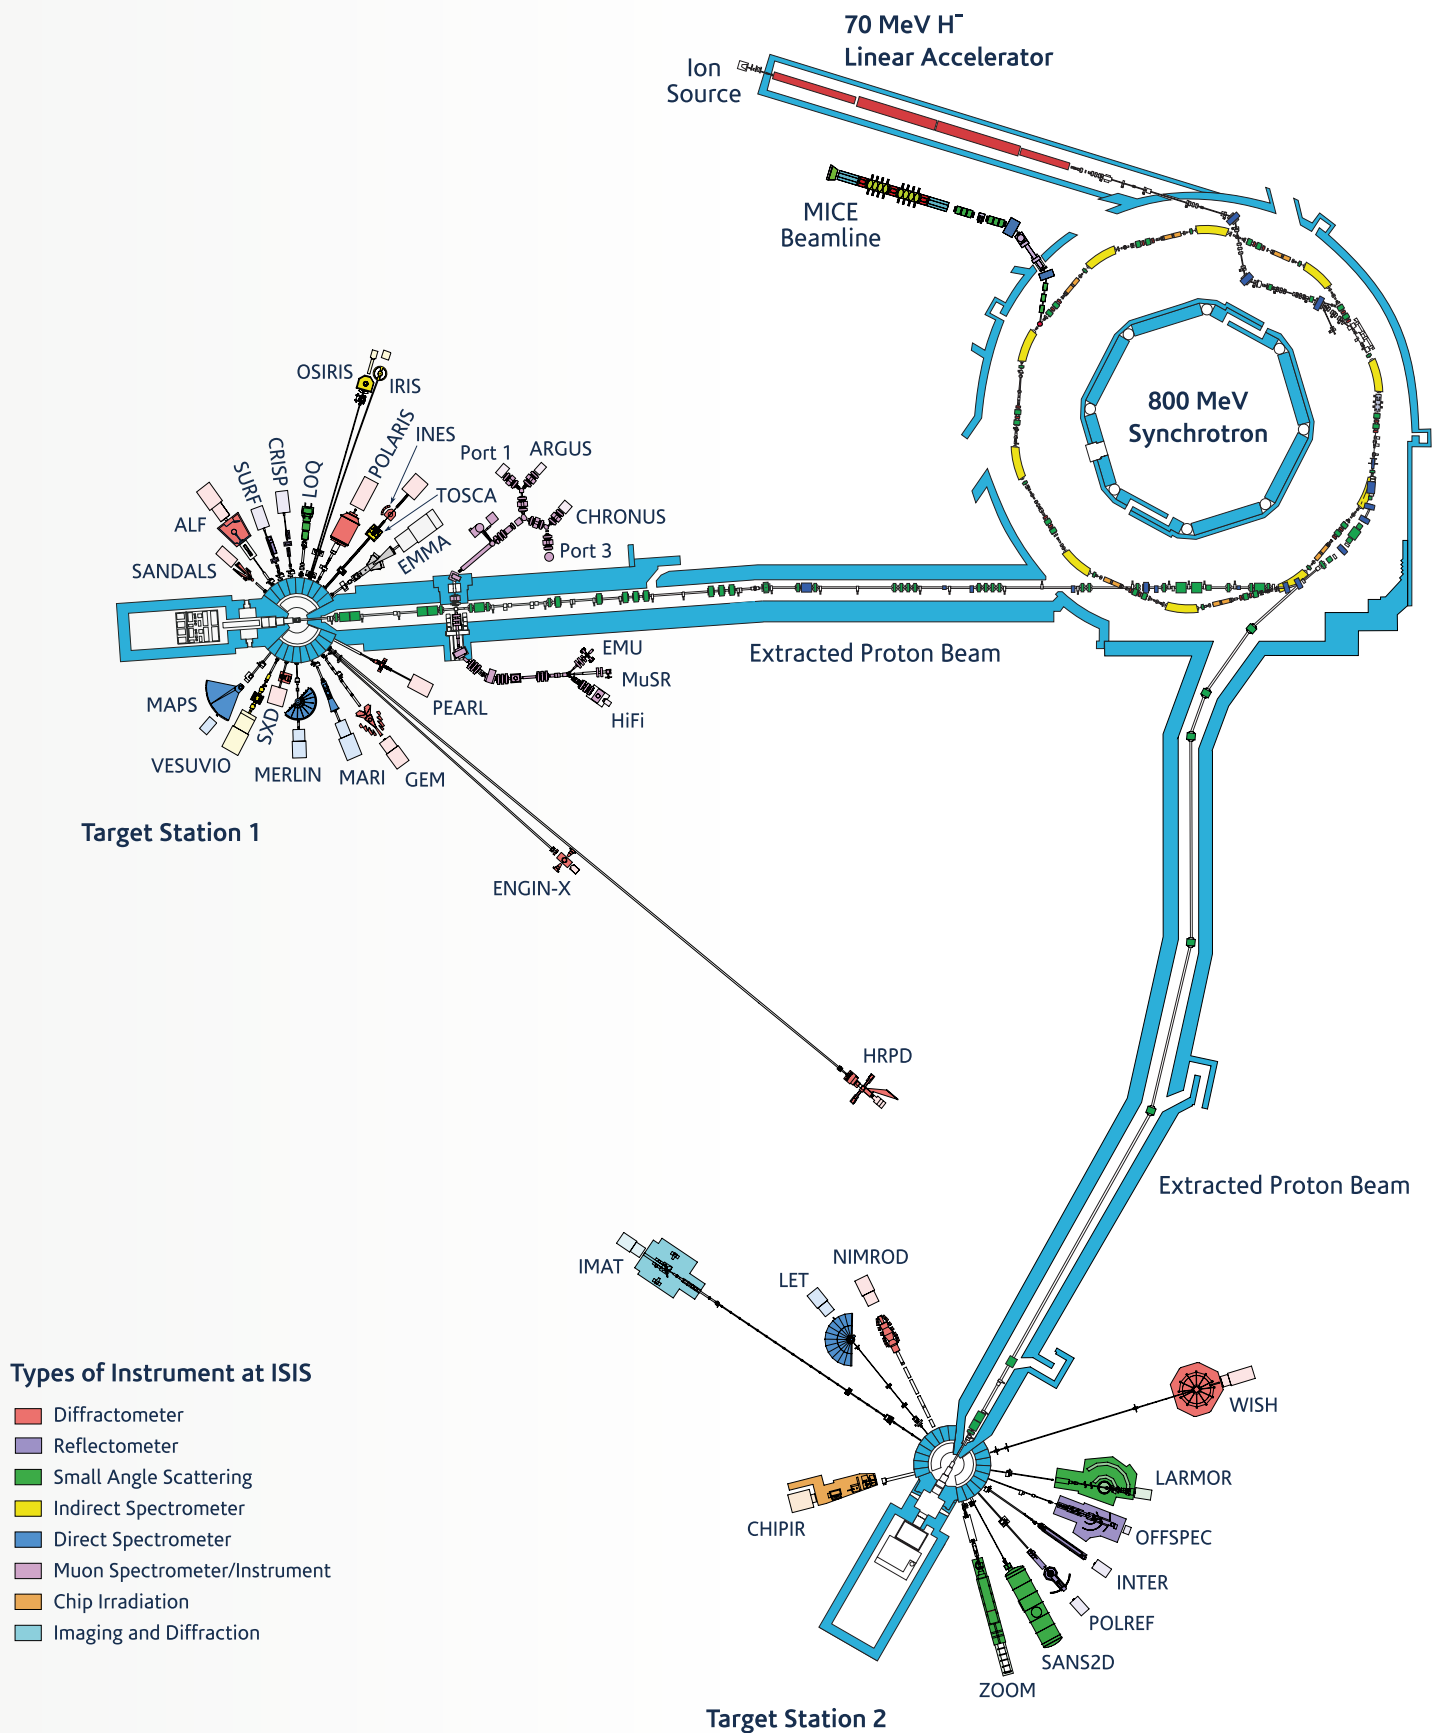 70 MeV H⁻
Linear Accelerator
Ion
Source
MICE
Beamline
800 MeV
Synchrotron
OSIRIS
IRIS
POLARIS
INES
CRISP
SURF
LOQ
TOSCA
ALF
SANDALS
EMMA
Port 1
ARGUS
CHRONUS
Port 3
Extracted Proton Beam
EMU
MuSR
HiFi
PEARL
MAPS
VESUVIO
SXD
MERLIN
MARI
GEM
Target Station 1
ENGIN-X
HRPD
Extracted Proton Beam
IMAT
LET
NIMROD
WISH
LARMOR
OFFSPEC
INTER
POLREF
SANS2D
ZOOM
CHIPIR
Target Station 2
Types of Instrument at ISIS
Diffractometer
Reflectometer
Small Angle Scattering
Indirect Spectrometer
Direct Spectrometer
Muon Spectrometer/Instrument
Chip Irradiation
Imaging and Diffraction